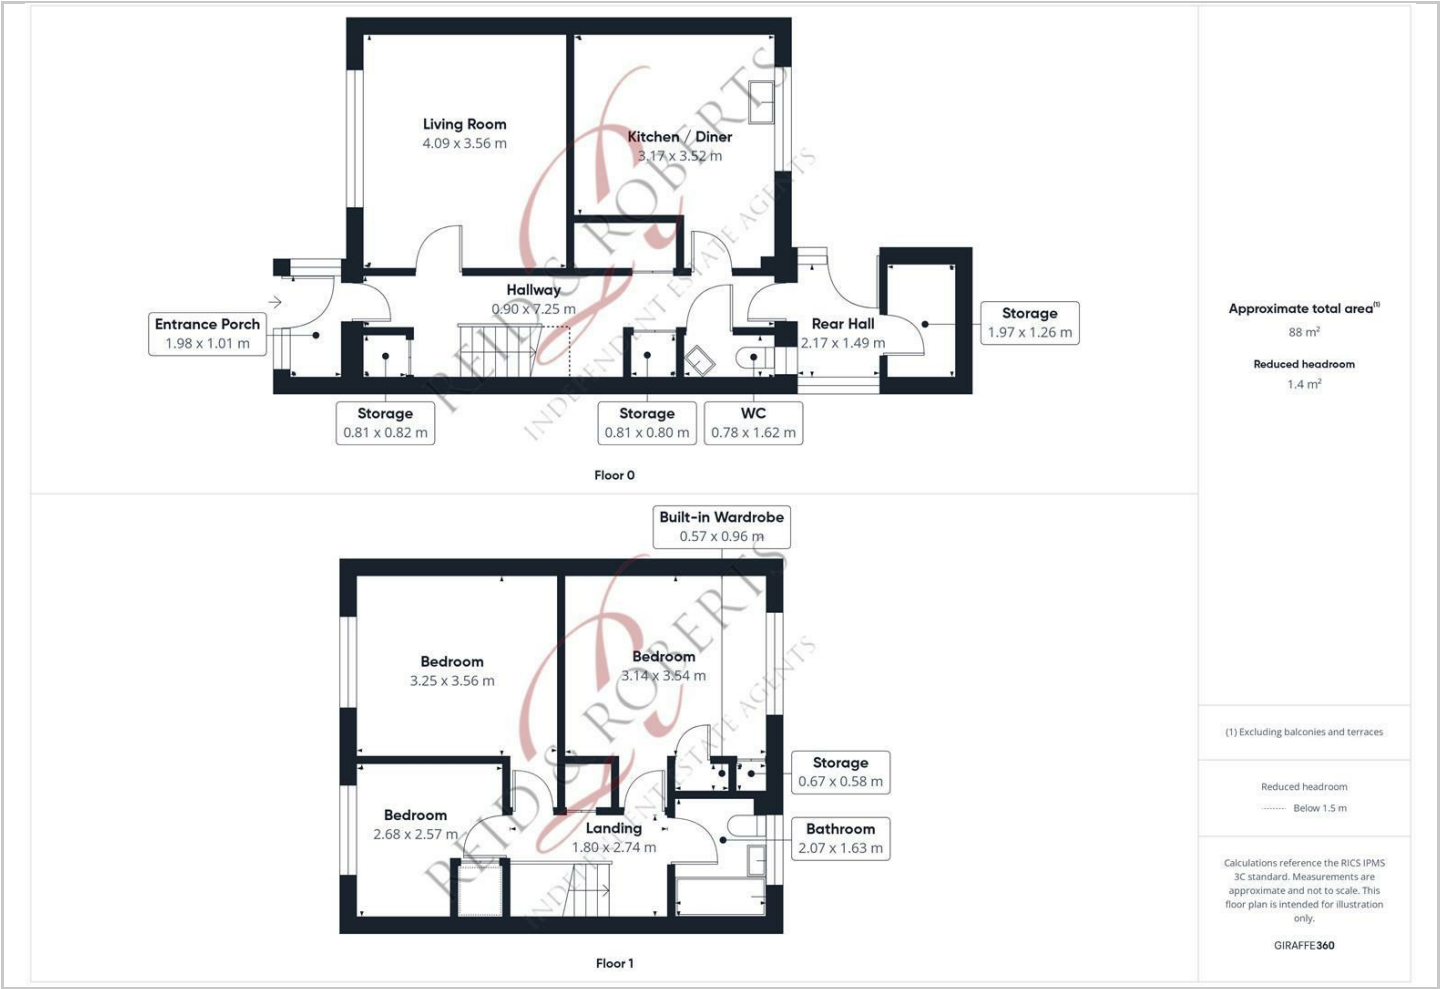 Living Room
4.09 x 3.56 m
Kitchen / Diner
3.17 x 3.52 m
Hallway
0.90 x 7.25 m
Entrance Porch
1.98 x 1.01 m
Rear Hall
2.17 x 1.49 m
Storage
1.97 x 1.26 m
Storage
0.81 x 0.82 m
Storage
0.81 x 0.80 m
WC
0.78 x 1.62 m
REID & ROBERTS
INDEPENDENT ESTATE AGENTS
Floor 0
Built-in Wardrobe
0.57 x 0.96 m
Bedroom
3.25 x 3.56 m
Bedroom
3.14 x 3.54 m
Storage
0.67 x 0.58 m
Bedroom
2.68 x 2.57 m
Landing
1.80 x 2.74 m
Bathroom
2.07 x 1.63 m
REID & ROBERTS
INDEPENDENT ESTATE AGENTS
Floor 1
Approximate total area(1)
88 m²
Reduced headroom
1.4 m²
(1) Excluding balconies and terraces
Reduced headroom
Below 1.5 m
Calculations reference the RICS IPMS
3C standard. Measurements are
approximate and not to scale. This
floor plan is intended for illustration
only.
GIRAFFE360